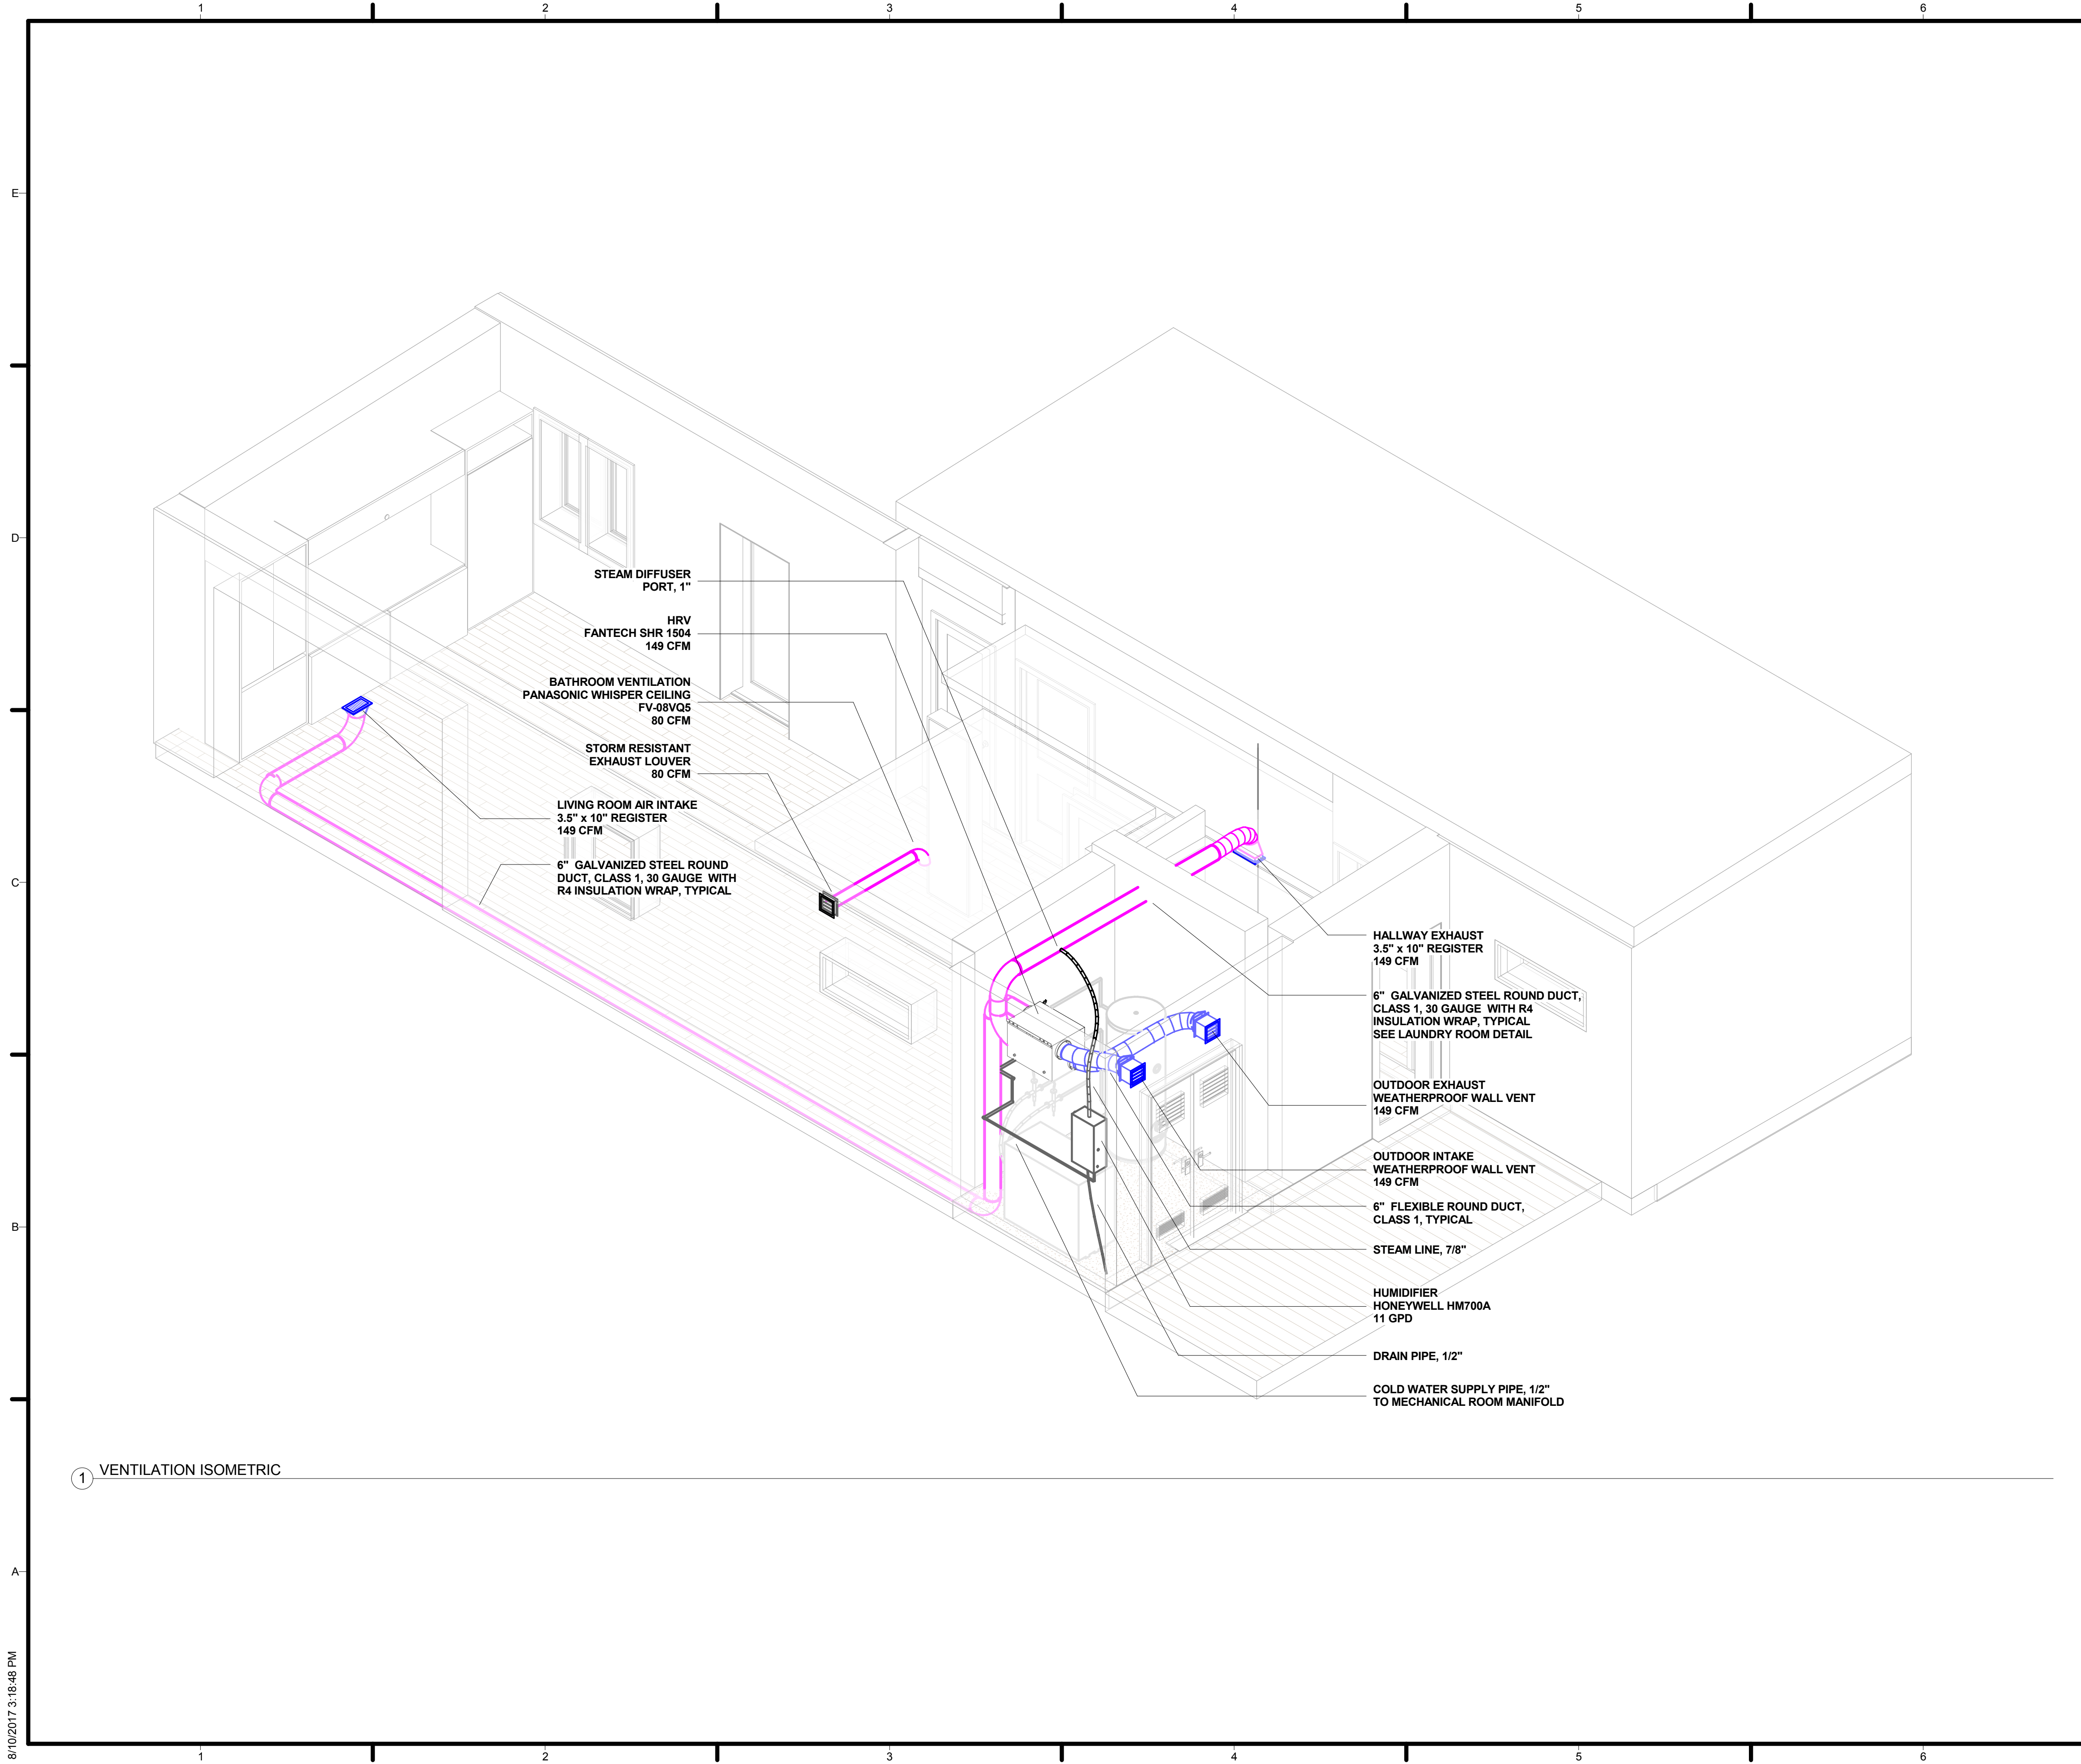 1 2 3 4 5 6
E
D
C
B
A
STEAM DIFFUSER
PORT, 1"
HRV
FANTECH SHR 1504
149 CFM
BATHROOM VENTILATION
PANASONIC WHISPER CEILING
FV-08VQ5
80 CFM
STORM RESISTANT
EXHAUST LOUVER
80 CFM
LIVING ROOM AIR INTAKE
3.5" x 10" REGISTER
149 CFM
6" GALVANIZED STEEL ROUND
DUCT, CLASS 1, 30 GAUGE WITH
R4 INSULATION WRAP, TYPICAL
HALLWAY EXHAUST
3.5" x 10" REGISTER
149 CFM
6" GALVANIZED STEEL ROUND DUCT,
CLASS 1, 30 GAUGE WITH R4
INSULATION WRAP, TYPICAL
SEE LAUNDRY ROOM DETAIL
OUTDOOR EXHAUST
WEATHERPROOF WALL VENT
149 CFM
OUTDOOR INTAKE
WEATHERPROOF WALL VENT
149 CFM
6" FLEXIBLE ROUND DUCT,
CLASS 1, TYPICAL
STEAM LINE, 7/8"
HUMIDIFIER
HONEYWELL HM700A
11 GPD
DRAIN PIPE, 1/2"
COLD WATER SUPPLY PIPE, 1/2"
TO MECHANICAL ROOM MANIFOLD
1 VENTILATION ISOMETRIC
8/10/2017 3:18:48 PM
1 2 3 4 5 6